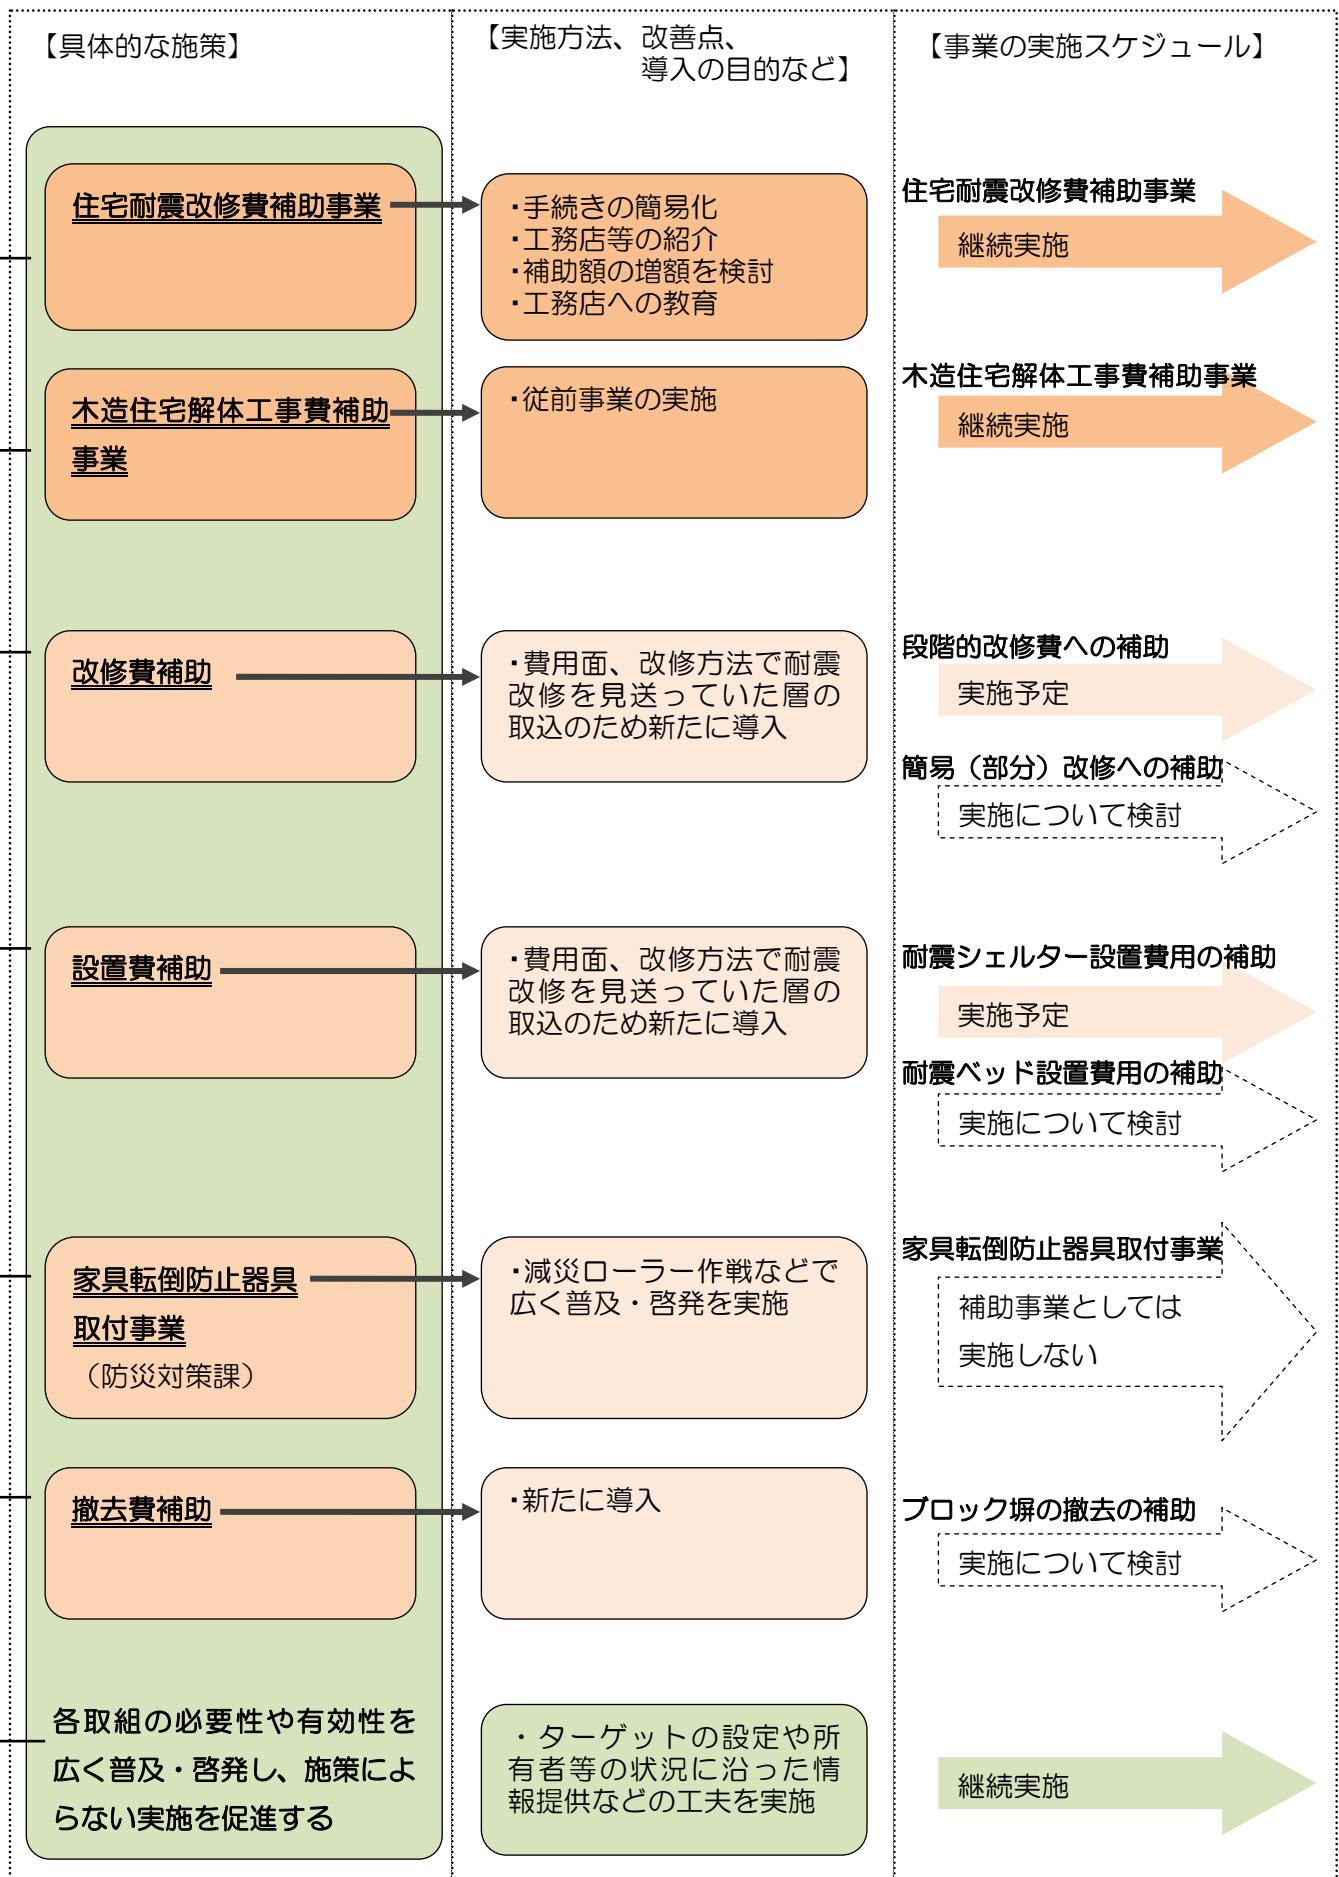 【具体的な施策】
【実施方法、改善点、
導入の目的など】
【事業の実施スケジュール】
住宅耐震改修費補助事業
・手続きの簡易化
・工務店等の紹介
・補助額の増額を検討
・工務店への教育
住宅耐震改修費補助事業
継続実施
木造住宅解体工事費補助
事業
・従前事業の実施
木造住宅解体工事費補助事業
継続実施
改修費補助
・費用面、改修方法で耐震
改修を見送っていた層の
取込のため新たに導入
段階的改修費への補助
実施予定
簡易（部分）改修への補助
実施について検討
設置費補助
・費用面、改修方法で耐震
改修を見送っていた層の
取込のため新たに導入
耐震シェルター設置費用の補助
実施予定
耐震ベッド設置費用の補助
実施について検討
家具転倒防止器具
取付事業
（防災対策課）
・減災ローラー作戦などで
広く普及・啓発を実施
家具転倒防止器具取付事業
補助事業としては
実施しない
撤去費補助
・新たに導入
ブロック塀の撤去の補助
実施について検討
各取組の必要性や有効性を
広く普及・啓発し、施策によ
らない実施を促進する
・ターゲットの設定や所
有者等の状況に沿った情
報提供などの工夫を実施
継続実施